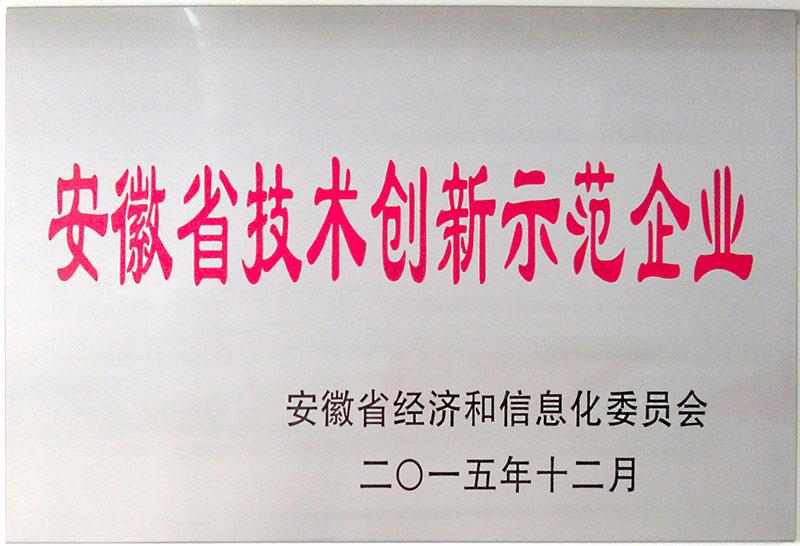 安徽省技术创新示范企业
安徽省经济和信息化委员会
二〇一五年十二月